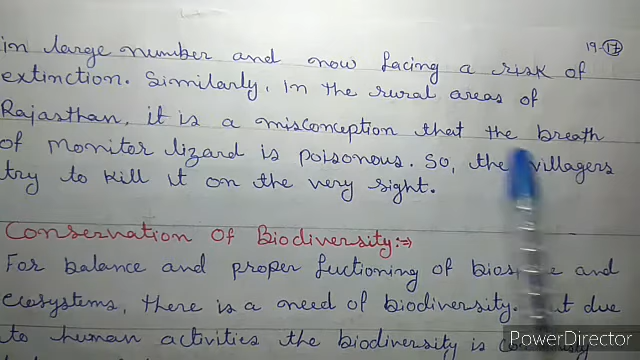 19-17
in large number and now facing a risk of
extinction. Similarly, in the rural areas of
Rajasthan, it is a misconception that the breath
of monitor lizard is poisonous. So, the villagers
try to kill it on the very sight.
Conservation of Biodiversity:⇒
For balance and proper fuctioning of and
ecosystems, there is a need of biodiversity. due
to human activities the biodiversity is
PowerDirector